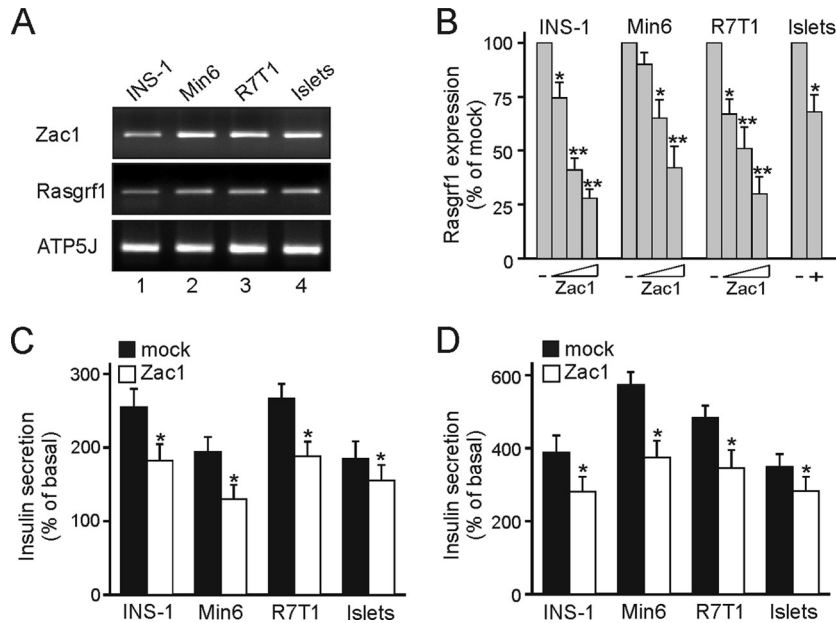 A
INS-1 Min6 R7T1 Islets
Zac1
Rasgrf1
ATP5J
1 2 3 4
B
INS-1 Min6 R7T1 Islets
Rasgrf1 expression
(% of mock)
100
75
50
25
0
* ** **
* **
* ** **
*
- - - - +
Zac1 Zac1 Zac1
C
mock
Zac1
Insulin secretion
(% of basal)
300
200
100
0
* * * *
INS-1 Min6 R7T1 Islets
D
mock
Zac1
Insulin secretion
(% of basal)
600
400
200
0
* * * *
INS-1 Min6 R7T1 Islets